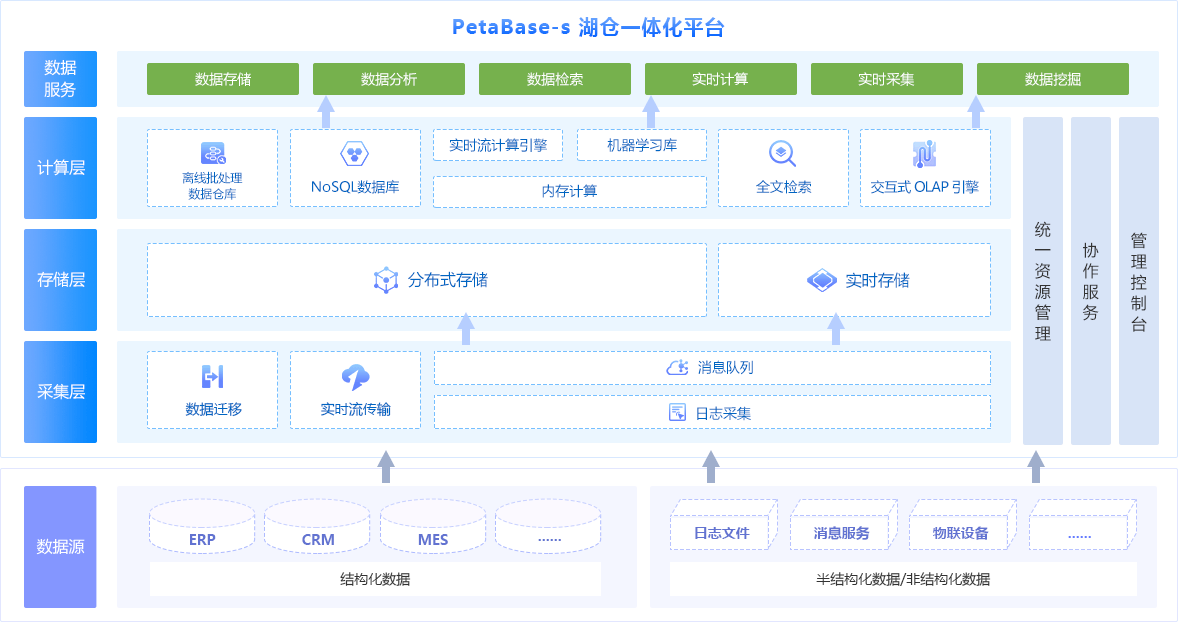 PetaBase-s 湖仓一体化平台
数据
服务
数据存储
数据分析
数据检索
实时计算
实时采集
数据挖掘
计算层
离线批处理
数据仓库
NoSQL数据库
实时流计算引擎
机器学习库
内存计算
全文检索
交互式 OLAP 引擎
存储层
分布式存储
实时存储
采集层
数据迁移
实时流传输
消息队列
日志采集
统一资源管理
协作服务
管理控制台
数据源
ERP
CRM
MES
......
结构化数据
日志文件
消息服务
物联设备
......
半结构化数据/非结构化数据